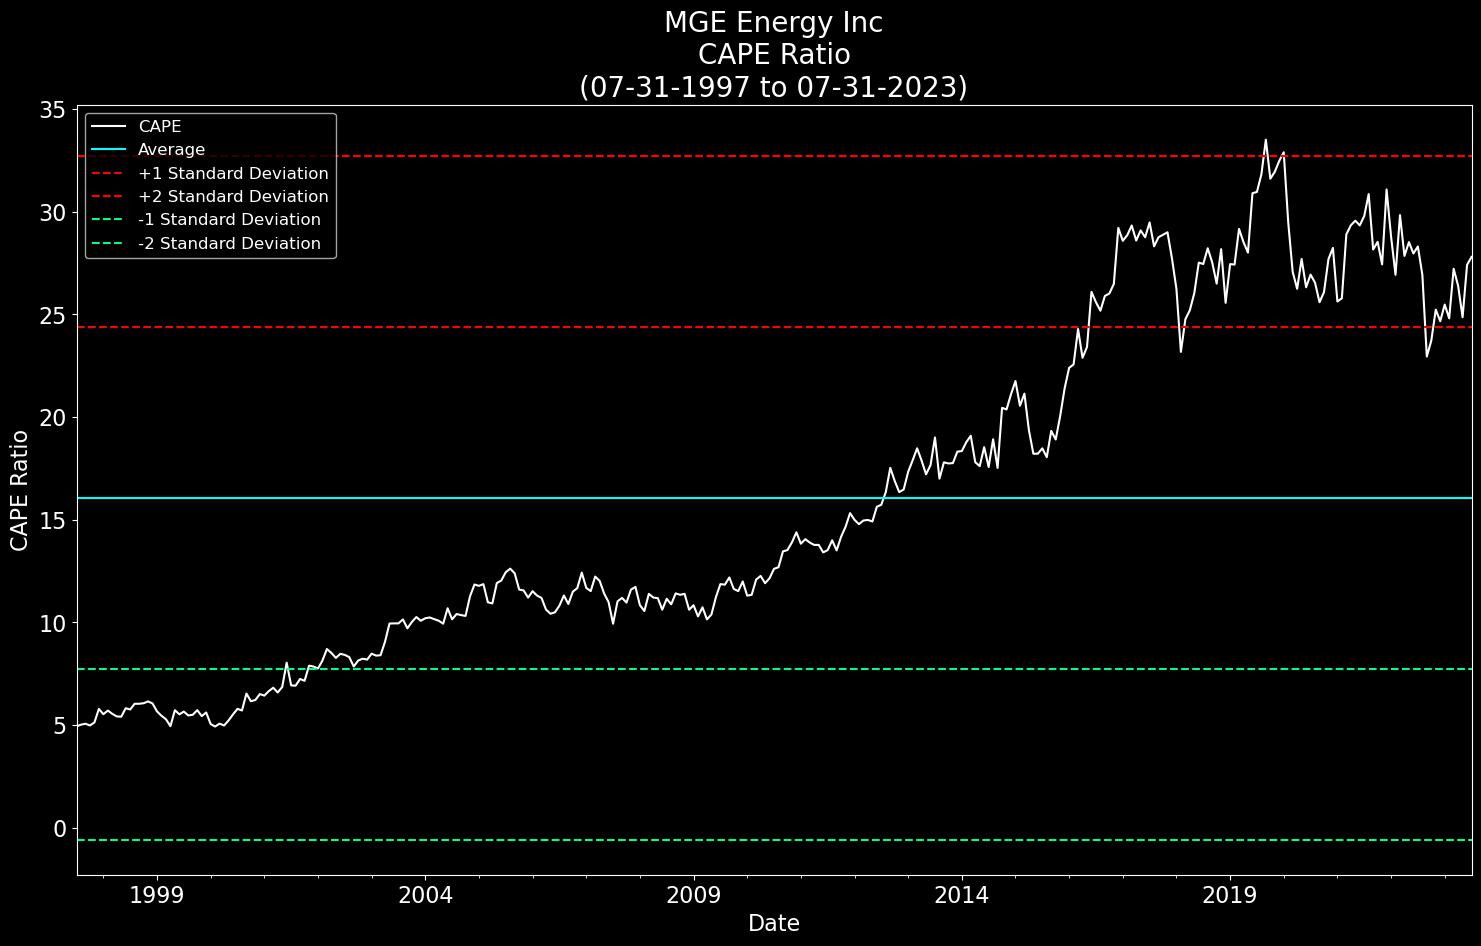 MGE Energy Inc
CAPE Ratio
(07-31-1997 to 07-31-2023)
35
30
25
20
15
10
5
0
CAPE Ratio
CAPE
Average
+1 Standard Deviation
+2 Standard Deviation
-1 Standard Deviation
-2 Standard Deviation
1999
2004
2009
2014
2019
Date